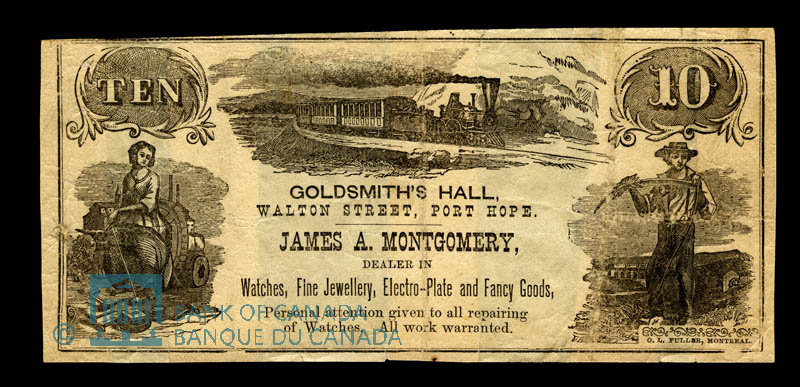 TEN
10
GOLDSMITH'S HALL,
WALTON STREET, PORT HOPE.
JAMES A. MONTGOMERY,
DEALER IN
Watches, Fine Jewellery, Electro-Plate and Fancy Goods,
Personal attention given to all repairing
of Watches. All work warranted.
O. L. FULLER, MONTREAL.
© BANK OF CANADA
BANQUE DU CANADA